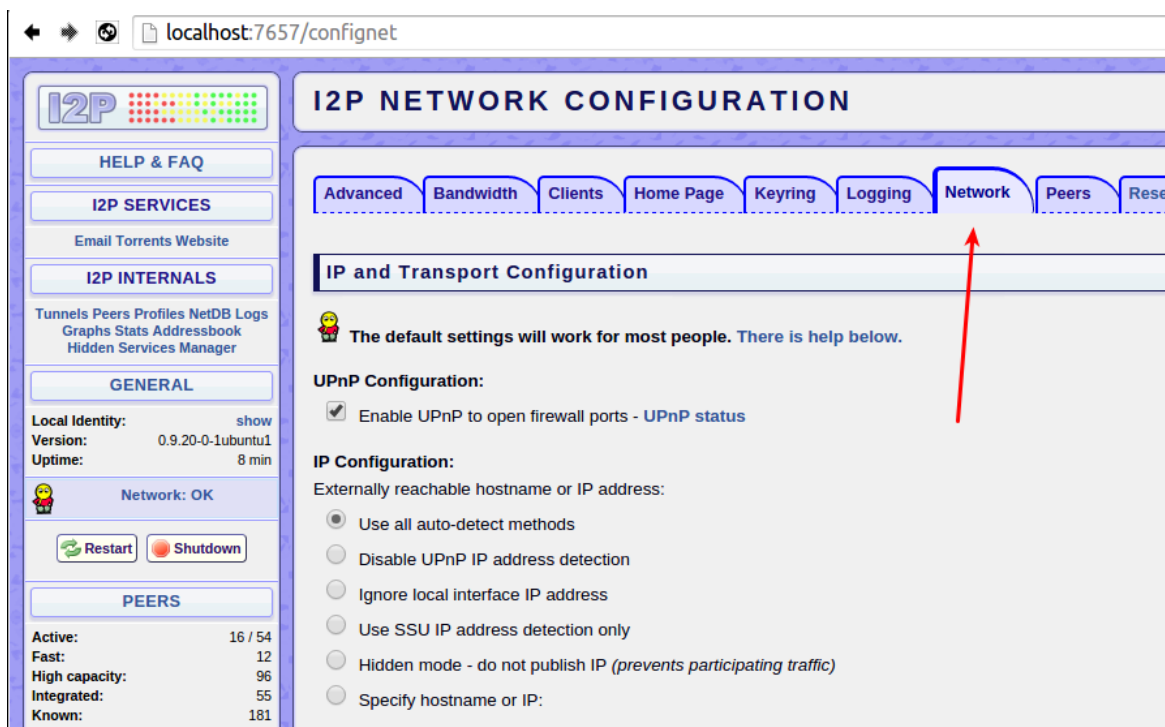 localhost:7657/confignet
I2P
HELP & FAQ
I2P SERVICES
Email Torrents Website
I2P INTERNALS
Tunnels Peers Profiles NetDB Logs
Graphs Stats Addressbook
Hidden Services Manager
GENERAL
Local Identity: show
Version: 0.9.20-0-1ubuntu1
Uptime: 8 min
Network: OK
Restart Shutdown
PEERS
Active: 16 / 54
Fast: 12
High capacity: 96
Integrated: 55
Known: 181
I2P NETWORK CONFIGURATION
Advanced Bandwidth Clients Home Page Keyring Logging Network Peers Rese
IP and Transport Configuration
The default settings will work for most people. There is help below.
UPnP Configuration:
Enable UPnP to open firewall ports - UPnP status
IP Configuration:
Externally reachable hostname or IP address:
Use all auto-detect methods
Disable UPnP IP address detection
Ignore local interface IP address
Use SSU IP address detection only
Hidden mode - do not publish IP (prevents participating traffic)
Specify hostname or IP: